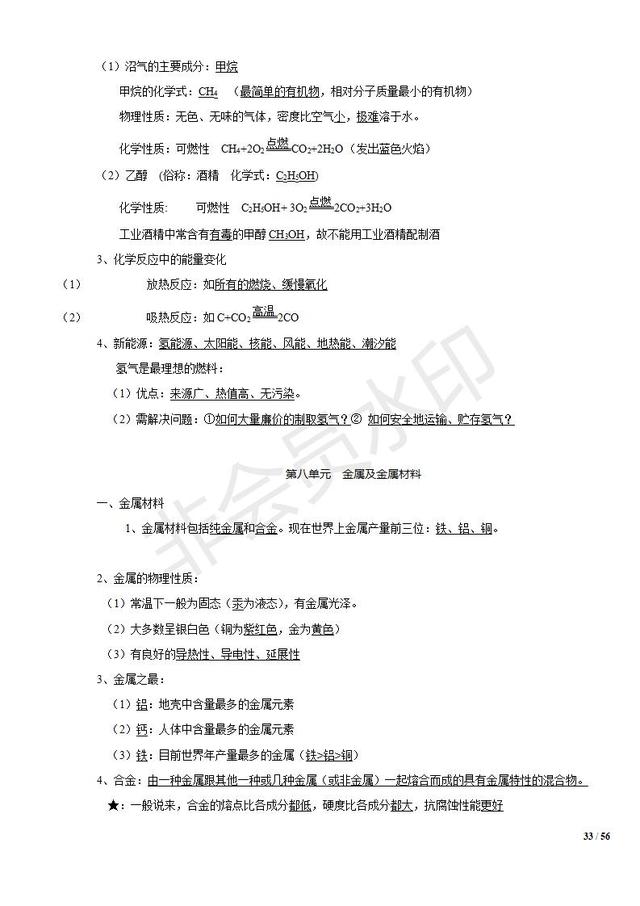 （1）沼气的主要成分：甲烷
甲烷的化学式：CH4 （最简单的有机物，相对分子质量最小的有机物）
物理性质：无色、无味的气体，密度比空气小，极难溶于水。
化学性质：可燃性 CH4+2O2 点燃 CO2+2H2O（发出蓝色火焰）
（2）乙醇 （俗称：酒精 化学式：C2H5OH)
化学性质: 可燃性 C2H5OH+ 3O2 点燃 2CO2+3H2O
工业酒精中常含有有毒的甲醇CH3OH，故不能用工业酒精配制酒
3、化学反应中的能量变化
（1） 放热反应：如所有的燃烧、缓慢氧化
（2） 吸热反应：如 C+CO2 高温 2CO
4、新能源：氢能源、太阳能、核能、风能、地热能、潮汐能
氢气是最理想的燃料：
（1）优点：来源广、热值高、无污染。
（2）需解决问题：①如何大量廉价的制取氢气？② 如何安全地运输、贮存氢气？
第八单元 金属及金属材料
一、金属材料
1、金属材料包括纯金属和合金。现在世界上金属产量前三位：铁、铝、铜。
2、金属的物理性质：
（1）常温下一般为固态（汞为液态），有金属光泽。
（2）大多数呈银白色（铜为紫红色，金为黄色）
（3）有良好的导热性、导电性、延展性
3、金属之最：
（1）铝：地壳中含量最多的金属元素
（2）钙：人体中含量最多的金属元素
（3）铁：目前世界年产量最多的金属（铁>铝>铜）
4、合金：由一种金属跟其他一种或几种金属（或非金属）一起熔合而成的具有金属特性的混合物。
★：一般说来，合金的熔点比各成分都低，硬度比各成分都大，抗腐蚀性能更好
33 / 56
非会员水印